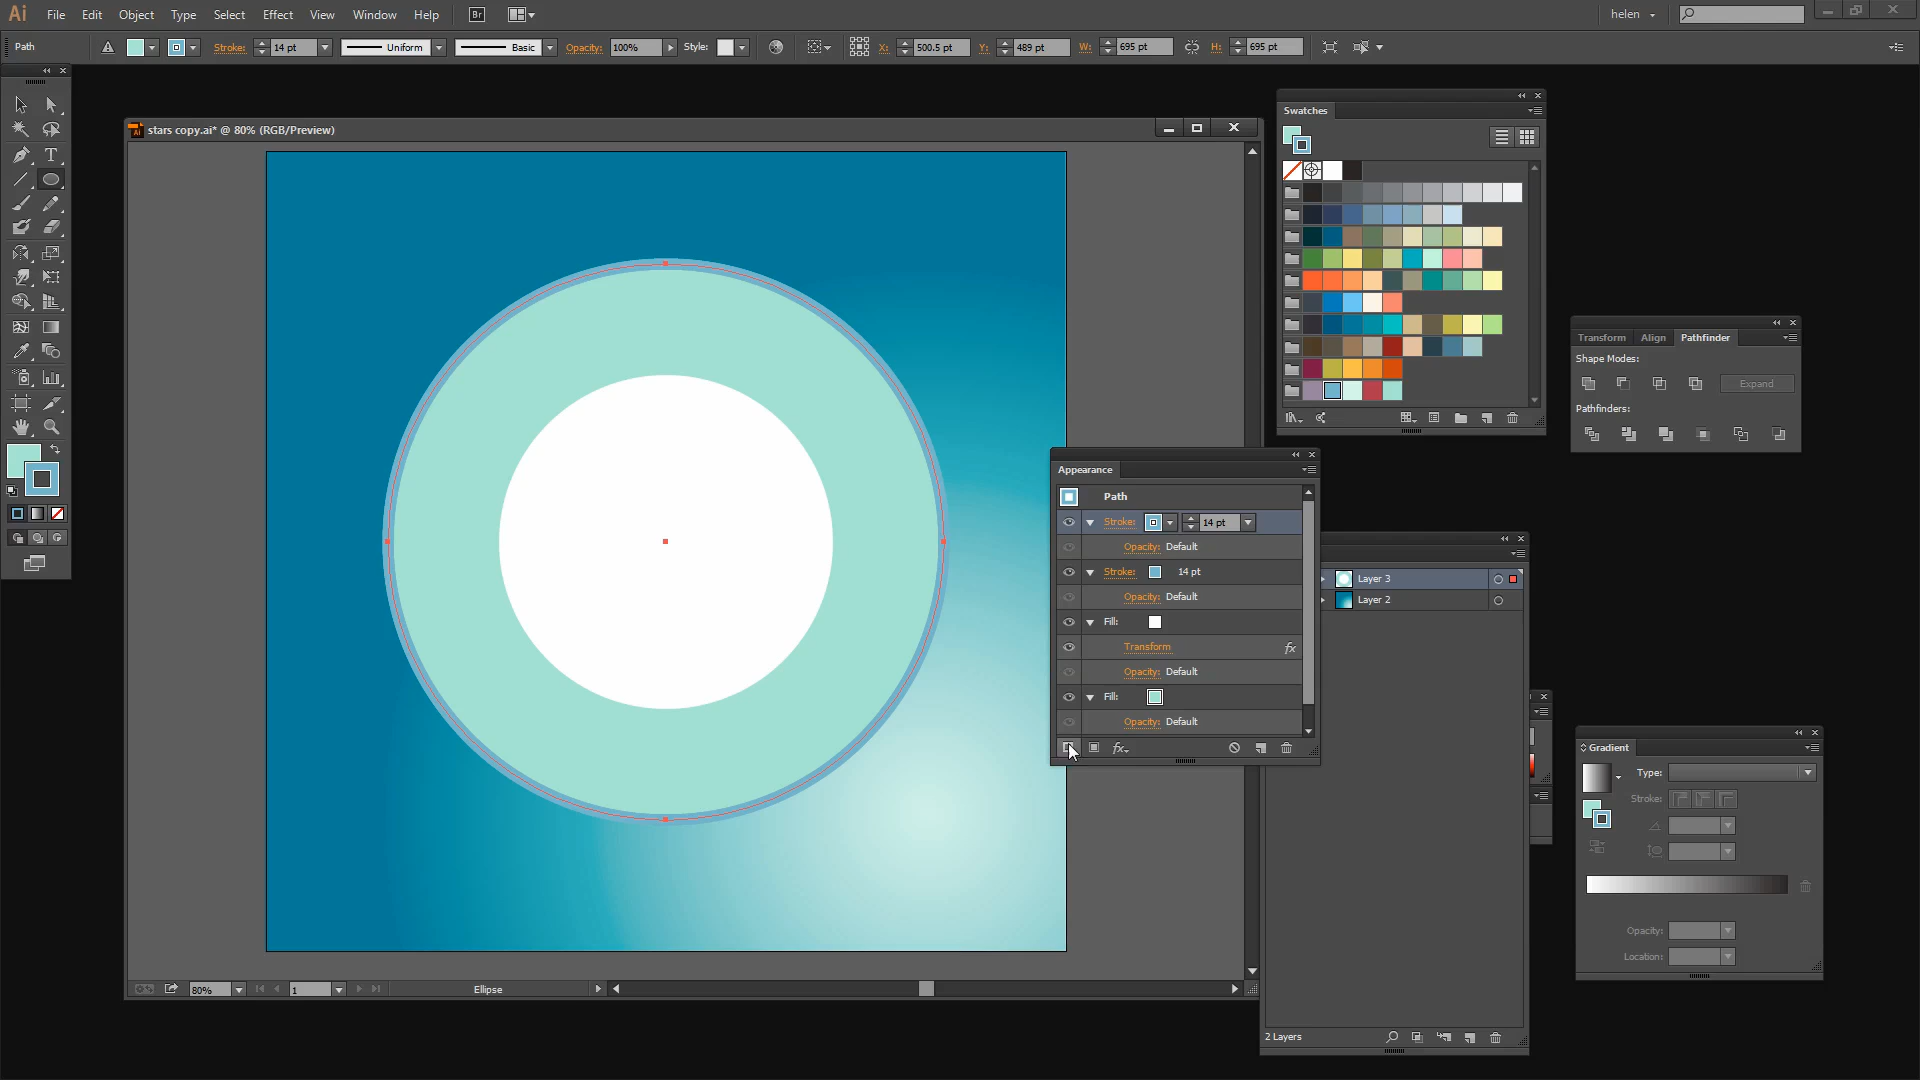 Ai File Edit Object Type Select Effect View Window Help Br helen
Path Stroke: 14 pt Uniform Basic Opacity: 100% Style: X: 500.5 pt Y: 489 pt W: 695 pt H: 695 pt
stars copy.ai* @ 80% (RGB/Preview)
Swatches
Transform Align Pathfinder
Shape Modes:
Expand
Pathfinders:
Appearance
Path
Stroke: 14 pt
Opacity: Default
Stroke: 14 pt
Opacity: Default
Fill:
Transform fx
Opacity: Default
Fill:
Opacity: Default
fx
Layer 3
Layer 2
2 Layers
Gradient
Type:
Stroke:
Opacity:
Location:
80% 1 Ellipse